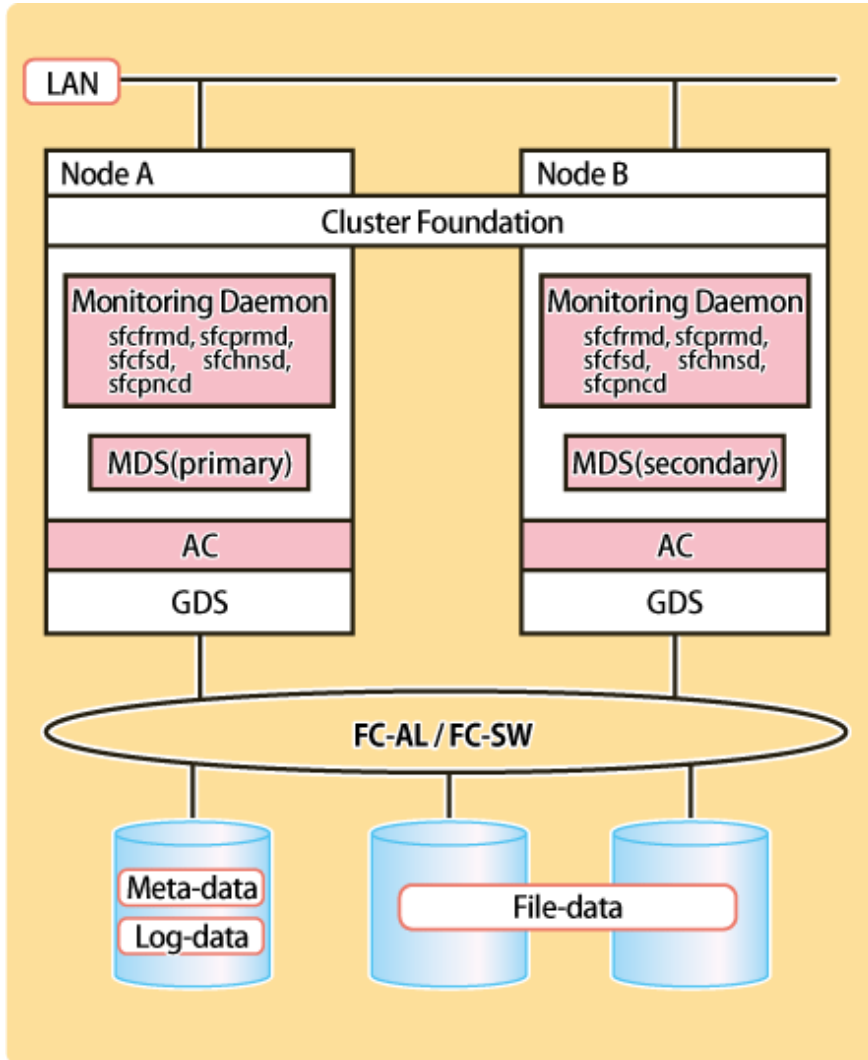 LAN
Node A
Node B
Cluster Foundation
Monitoring Daemon
sfcfrmd, sfcprmd,
sfcfsd, sfchnsd,
sfcpncd
Monitoring Daemon
sfcfrmd, sfcprmd,
sfcfsd, sfchnsd,
sfcpncd
MDS(primary)
MDS(secondary)
AC
AC
GDS
GDS
FC-AL / FC-SW
Meta-data
Log-data
File-data